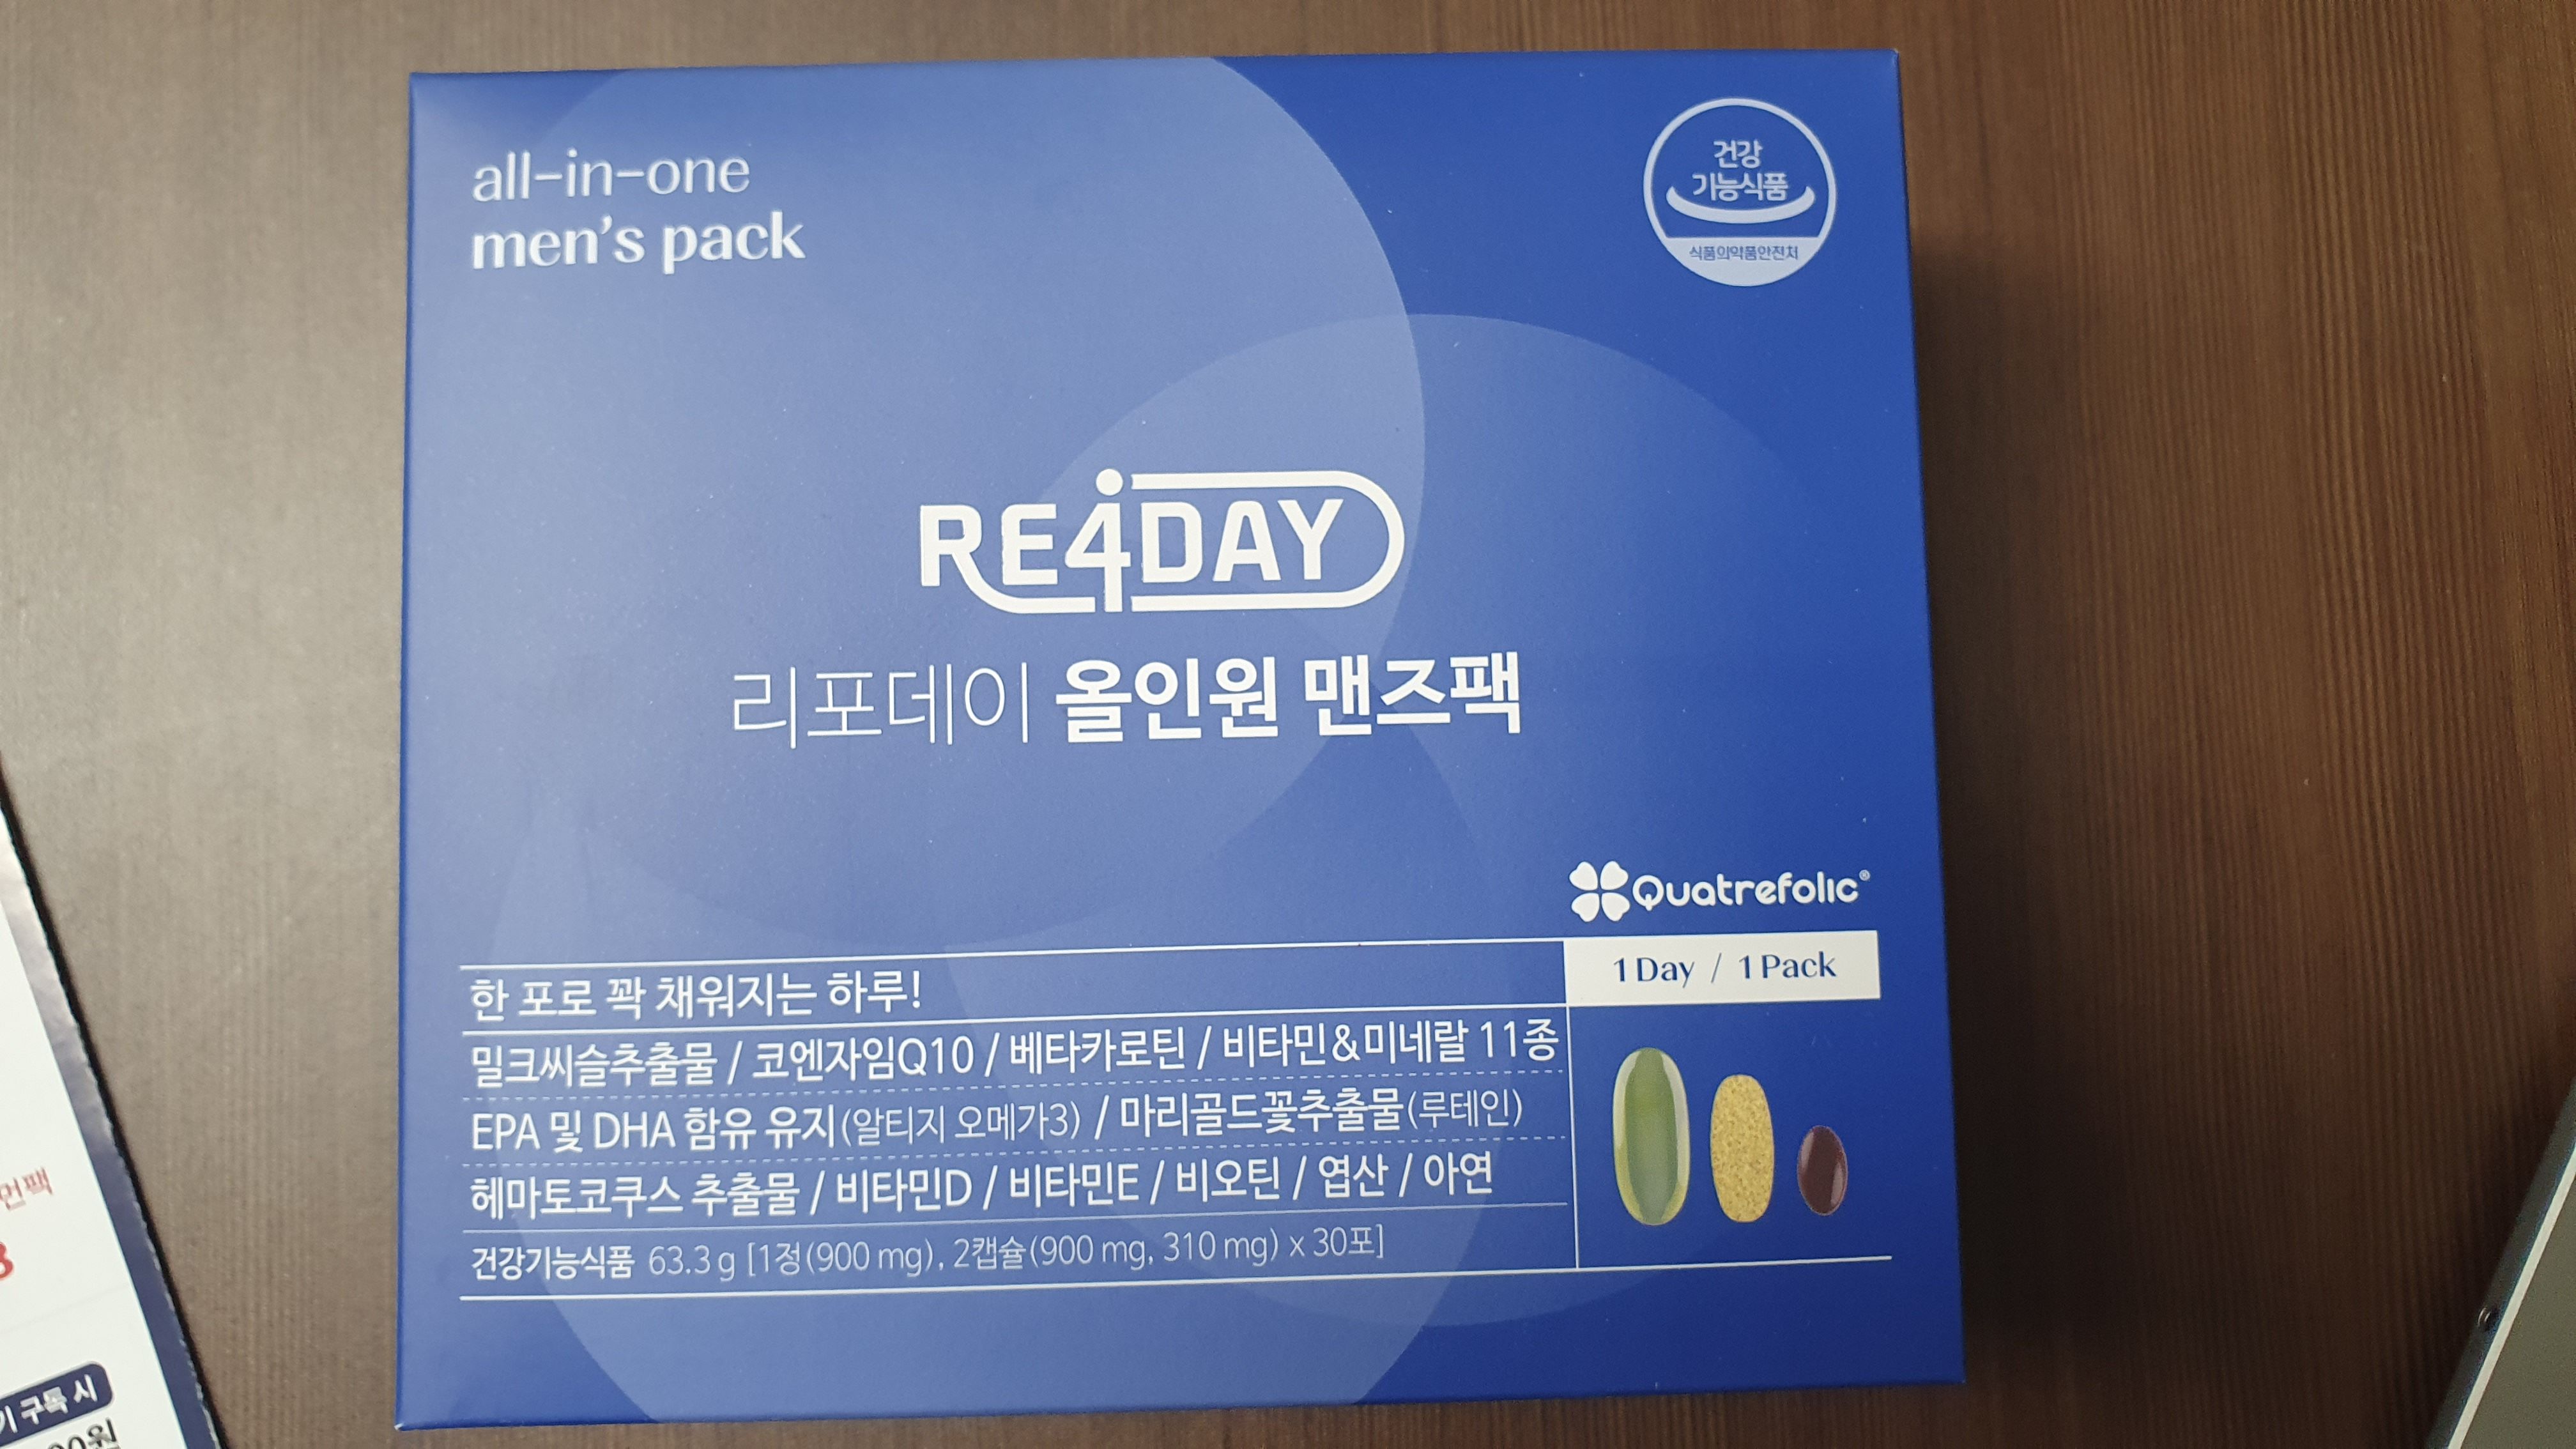 all-in-one
men's pack
건강
기능식품
식품의약품안전처
RE4DAY
리포데이 올인원 맨즈팩
Quatrefolic®
1 Day / 1 Pack
한 포로 꽉 채워지는 하루!
밀크씨슬추출물 / 코엔자임Q10 / 베타카로틴 / 비타민&미네랄 11종
EPA 및 DHA 함유 유지(알티지 오메가3) / 마리골드꽃추출물(루테인)
헤마토코쿠스 추출물 / 비타민D / 비타민E / 비오틴 / 엽산 / 아연
건강기능식품 63.3 g [1정(900 mg), 2캡슐(900 mg, 310 mg) x 30포]
구독 시